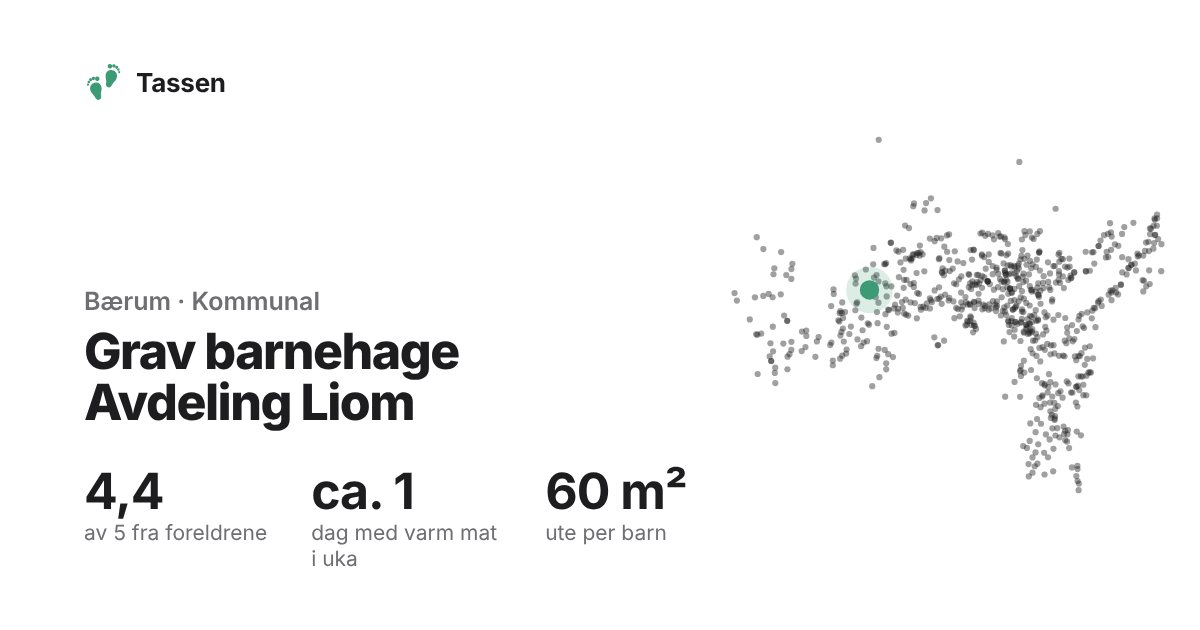 Tassen
Bærum · Kommunal
Grav barnehage
Avdeling Liom
4,4
av 5 fra foreldrene
ca. 1
dag med varm mat
i uka
60 m²
ute per barn